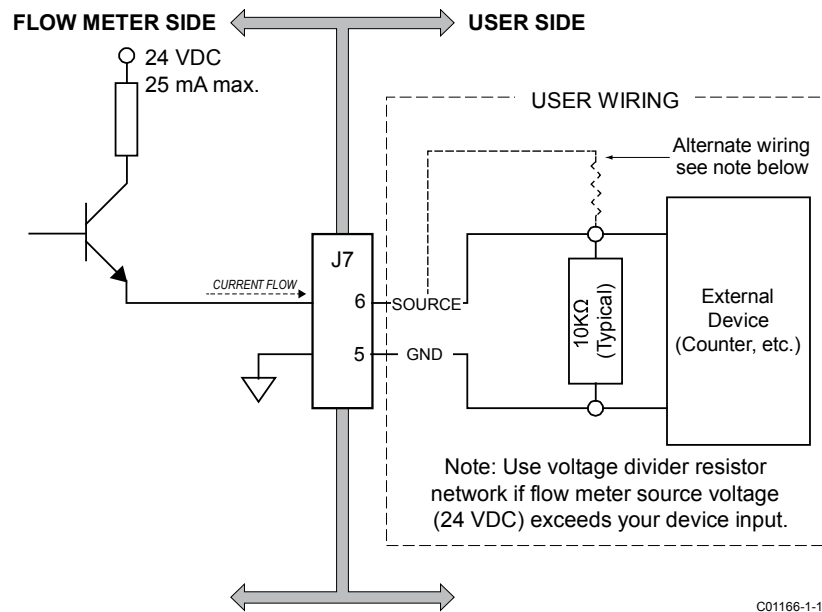 FLOW METER SIDE
USER SIDE
24 VDC
25 mA max.
USER WIRING
Alternate wiring
see note below
J7
CURRENT FLOW
6
SOURCE
5
GND
10KΩ
(Typical)
External
Device
(Counter, etc.)
Note: Use voltage divider resistor
network if flow meter source voltage
(24 VDC) exceeds your device input.
C01166-1-1